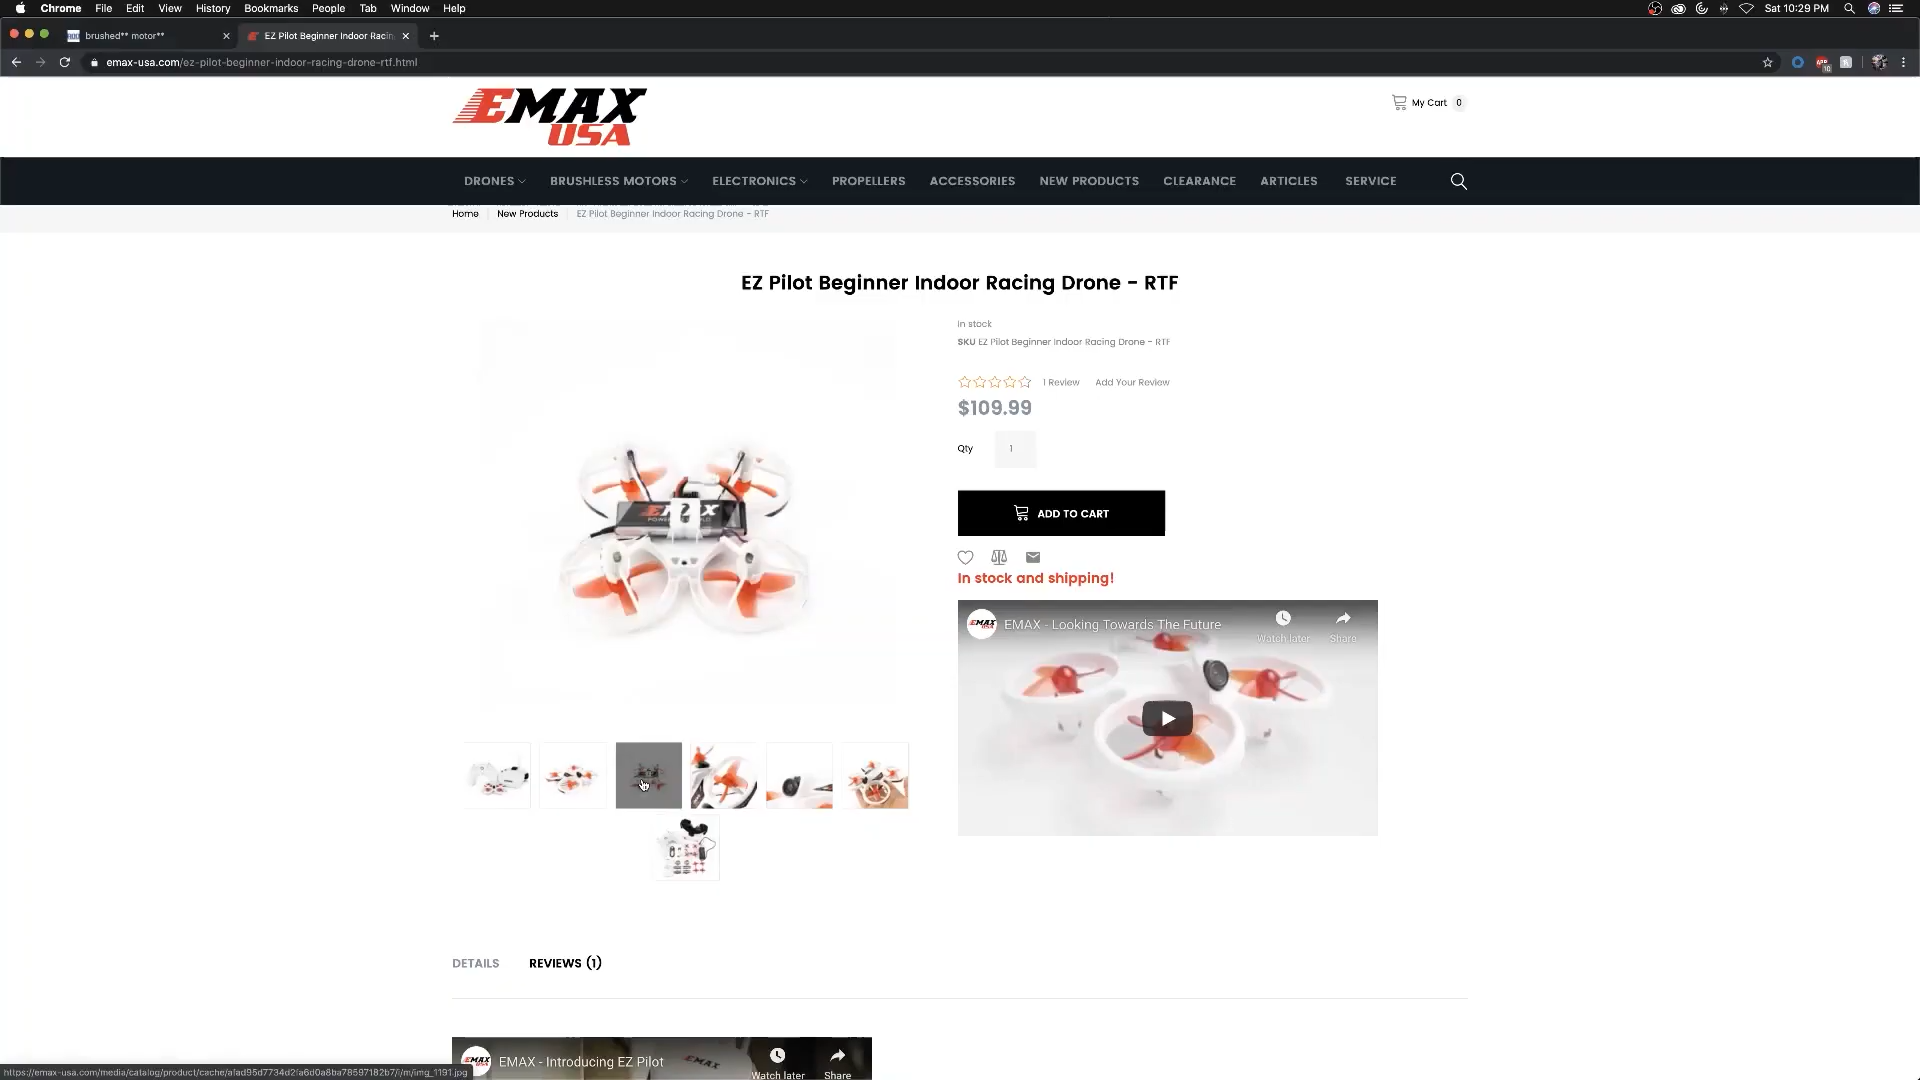 Chrome File Edit View History Bookmarks People Tab Window Help Sat 10:29 PM
brushed** motor** EZ Pilot Beginner Indoor Racin
emax-usa.com/ez-pilot-beginner-indoor-racing-drone-rtf.html
EMAX
USA
My Cart 0
DRONES BRUSHLESS MOTORS ELECTRONICS PROPELLERS ACCESSORIES NEW PRODUCTS CLEARANCE ARTICLES SERVICE
Home New Products EZ Pilot Beginner Indoor Racing Drone - RTF
EZ Pilot Beginner Indoor Racing Drone - RTF
In stock
SKU EZ Pilot Beginner Indoor Racing Drone - RTF
1 Review Add Your Review
$109.99
Qty 1
EMAX
ADD TO CART
In stock and shipping!
EMAX - Looking Towards The Future
Watch later Share
DETAILS REVIEWS (1)
EMAX - Introducing EZ Pilot
Watch later Share
https://emax-usa.com/media/catalog/product/cache/afad95d7734d2fa6d0a8ba78597182b7/i/m/img_1191.jpg